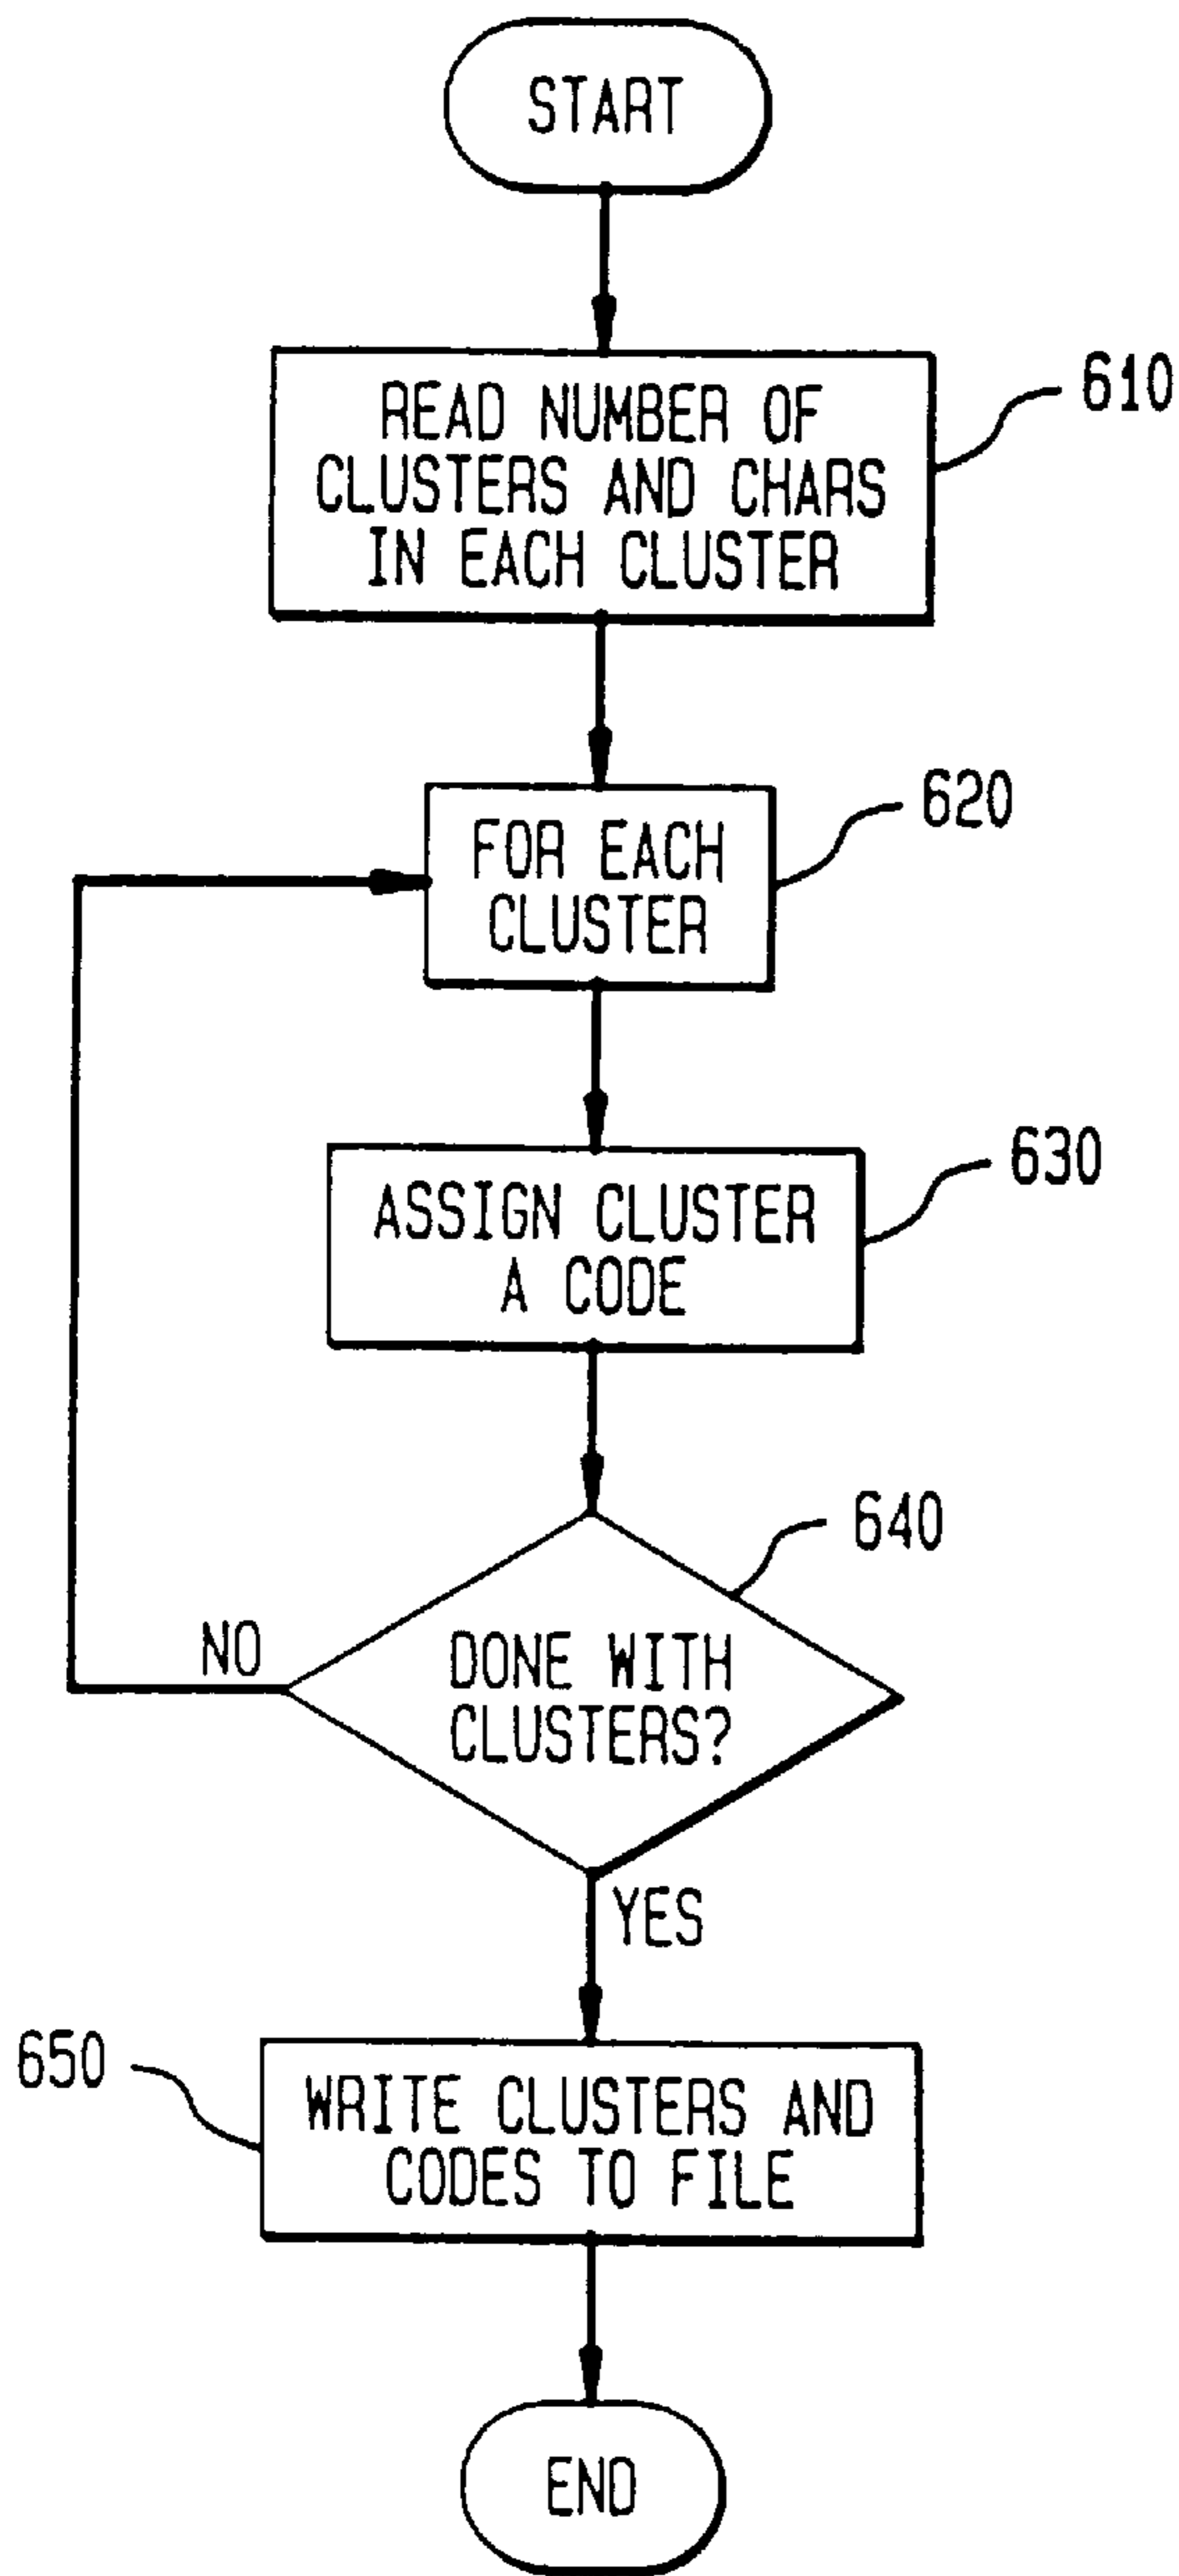 START
READ NUMBER OF
CLUSTERS AND CHARS
IN EACH CLUSTER
610
FOR EACH
CLUSTER
620
ASSIGN CLUSTER
A CODE
630
640
NO
DONE WITH
CLUSTERS?
YES
650
WRITE CLUSTERS AND
CODES TO FILE
END